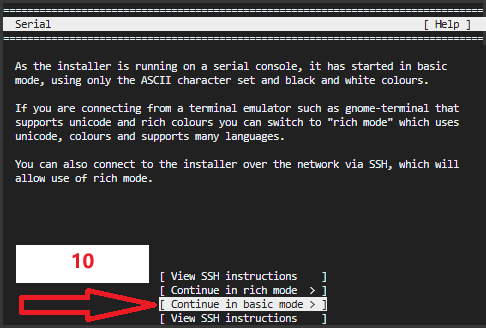 Serial [ Help ]
As the installer is running on a serial console, it has started in basic
mode, using only the ASCII character set and black and white colours.
If you are connecting from a terminal emulator such as gnome-terminal that
supports unicode and rich colours you can switch to "rich mode" which uses
unicode, colours and supports many languages.
You can also connect to the installer over the network via SSH, which will
allow use of rich mode.
10
[ View SSH instructions ]
[ Continue in rich mode > ]
[ Continue in basic mode > ]
[ View SSH instructions ]